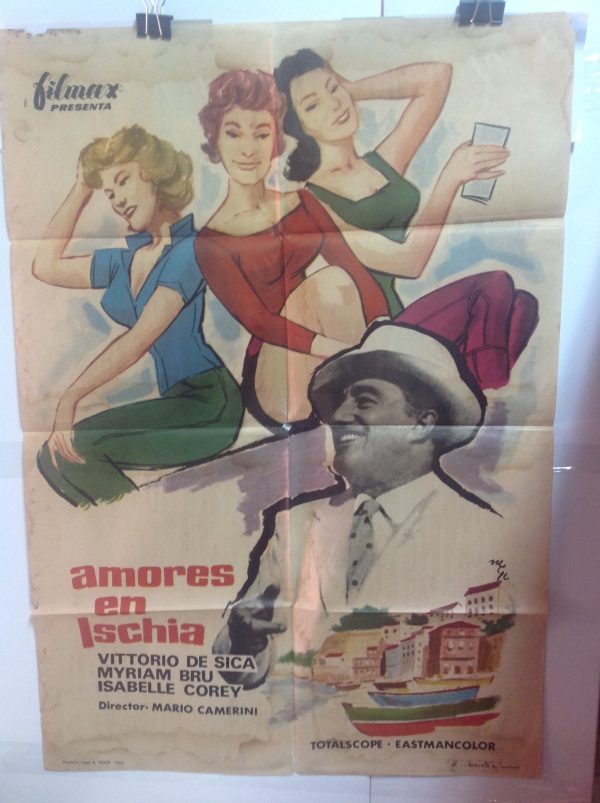 filmax
PRESENTA
amores
en
Ischia
VITTORIO DE SICA
MYRIAM BRU
ISABELLE COREY
Director- MARIO CAMERINI
TOTALSCOPE - EASTMANCOLOR